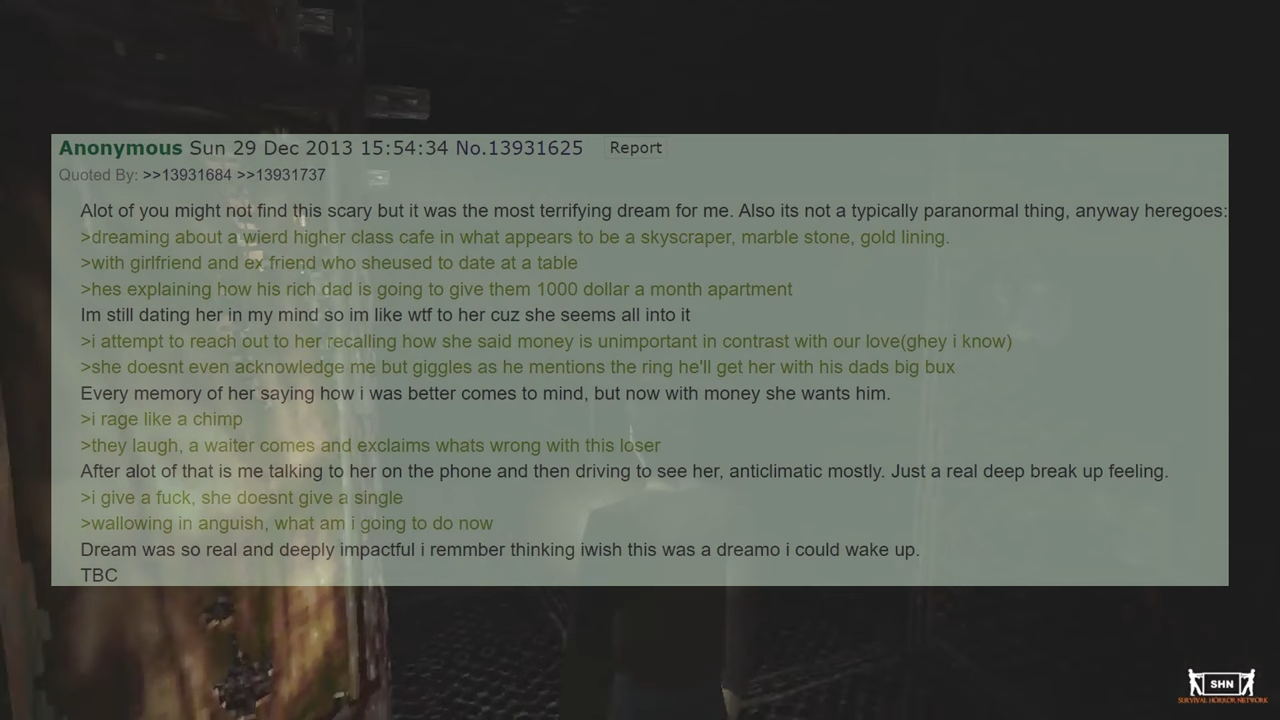 Anonymous Sun 29 Dec 2013 15:54:34 No.13931625 Report
Quoted By: >>13931684 >>13931737
Alot of you might not find this scary but it was the most terrifying dream for me. Also its not a typically paranormal thing, anyway heregoes:
>dreaming about a wierd higher class cafe in what appears to be a skyscraper, marble stone, gold lining.
>with girlfriend and ex friend who sheused to date at a table
>hes explaining how his rich dad is going to give them 1000 dollar a month apartment
Im still dating her in my mind so im like wtf to her cuz she seems all into it
>i attempt to reach out to her recalling how she said money is unimportant in contrast with our love(ghey i know)
>she doesnt even acknowledge me but giggles as he mentions the ring he'll get her with his dads big bux
Every memory of her saying how i was better comes to mind, but now with money she wants him.
>i rage like a chimp
>they laugh, a waiter comes and exclaims whats wrong with this loser
After alot of that is me talking to her on the phone and then driving to see her, anticlimatic mostly. Just a real deep break up feeling.
>i give a fuck, she doesnt give a single
>wallowing in anguish, what am i going to do now
Dream was so real and deeply impactful i remmber thinking iwish this was a dreamo i could wake up.
TBC
SHN
SURVIVAL HORROR NETWORK